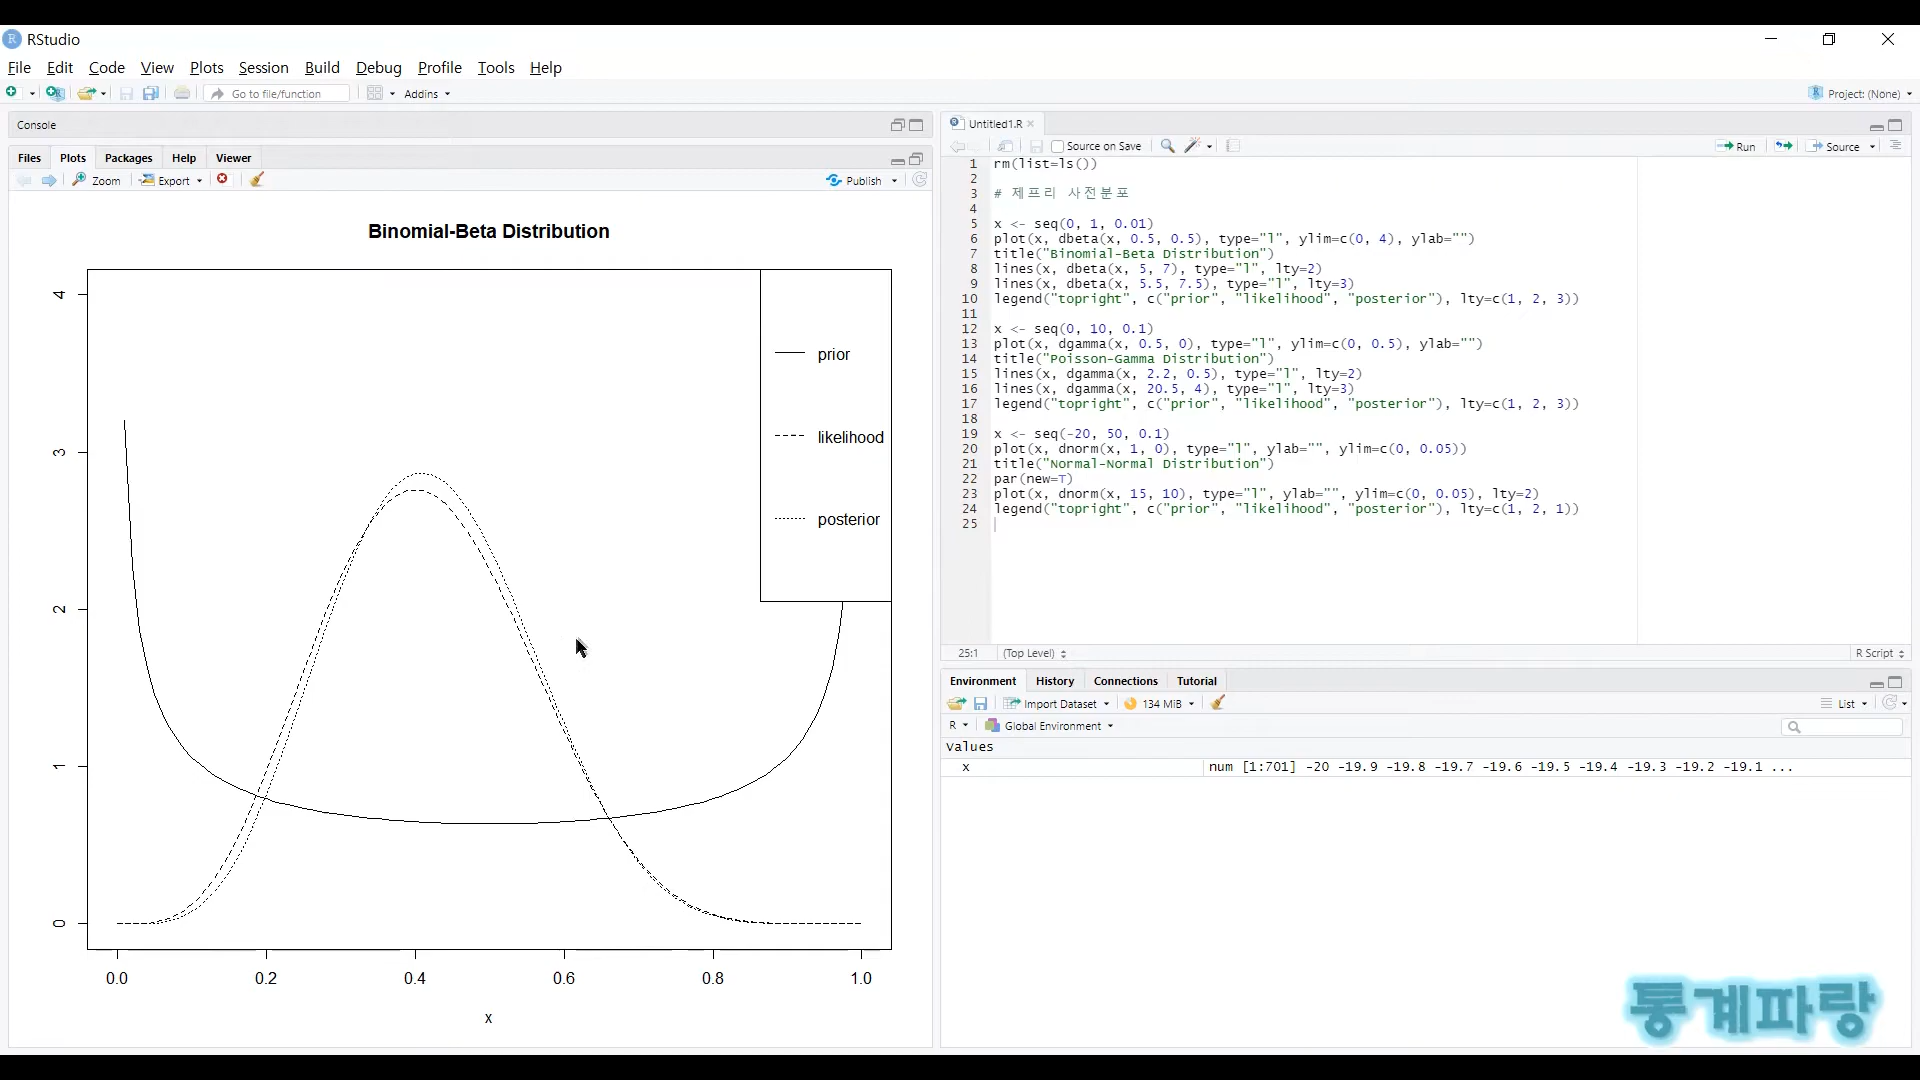 RStudio
File Edit Code View Plots Session Build Debug Profile Tools Help
Go to file/function Addins Project: (None)
Console
Files Plots Packages Help Viewer
Zoom Export Publish
Binomial-Beta Distribution
4
3
2
1
0
prior
likelihood
posterior
0.0 0.2 0.4 0.6 0.8 1.0
x
Untitled1.R
Source on Save Run Source
1 rm(list=ls())
2
3 # 제프리 사전분포
4
5 x <- seq(0, 1, 0.01)
6 plot(x, dbeta(x, 0.5, 0.5), type="l", ylim=c(0, 4), ylab="")
7 title("Binomial-Beta Distribution")
8 lines(x, dbeta(x, 5, 7), type="l", lty=2)
9 lines(x, dbeta(x, 5.5, 7.5), type="l", lty=3)
10 legend("topright", c("prior", "likelihood", "posterior"), lty=c(1, 2, 3))
11
12 x <- seq(0, 10, 0.1)
13 plot(x, dgamma(x, 0.5, 0), type="l", ylim=c(0, 0.5), ylab="")
14 title("Poisson-Gamma Distribution")
15 lines(x, dgamma(x, 2.2, 0.5), type="l", lty=2)
16 lines(x, dgamma(x, 20.5, 4), type="l", lty=3)
17 legend("topright", c("prior", "likelihood", "posterior"), lty=c(1, 2, 3))
18
19 x <- seq(-20, 50, 0.1)
20 plot(x, dnorm(x, 1, 0), type="l", ylab="", ylim=c(0, 0.05))
21 title("Normal-Normal Distribution")
22 par(new=T)
23 plot(x, dnorm(x, 15, 10), type="l", ylab="", ylim=c(0, 0.05), lty=2)
24 legend("topright", c("prior", "likelihood", "posterior"), lty=c(1, 2, 1))
25
25:1 (Top Level) R Script
Environment History Connections Tutorial
Import Dataset 134 MiB List
R Global Environment
Values
x num [1:701] -20 -19.9 -19.8 -19.7 -19.6 -19.5 -19.4 -19.3 -19.2 -19.1 ...
통계파랑